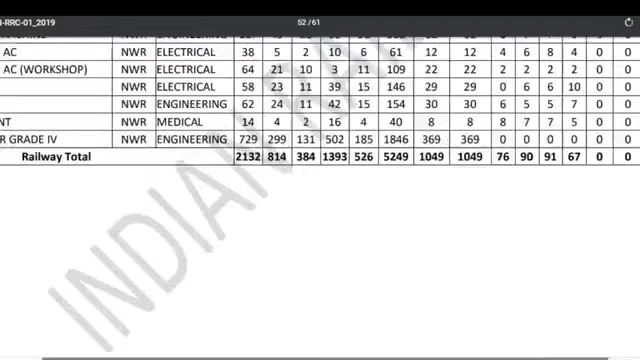 -RRC-01_2019 52 / 61
AC NWR ELECTRICAL 38 5 2 10 6 61 12 12 4 6 8 4 0 0
AC (WORKSHOP) NWR ELECTRICAL 64 21 10 3 11 109 22 22 2 2 2 2 0 0
NWR ELECTRICAL 58 23 11 39 15 146 29 29 0 6 6 10 0 0
NWR ENGINEERING 62 24 11 42 15 154 30 30 6 5 5 7 0 0
NT NWR MEDICAL 14 4 2 16 4 40 8 8 8 7 7 5 0 0
R GRADE IV NWR ENGINEERING 729 299 131 502 185 1846 369 369 0 0 0 0 0 0
Railway Total 2132 814 384 1393 526 5249 1049 1049 76 90 91 67 0 0
INDIAN RA